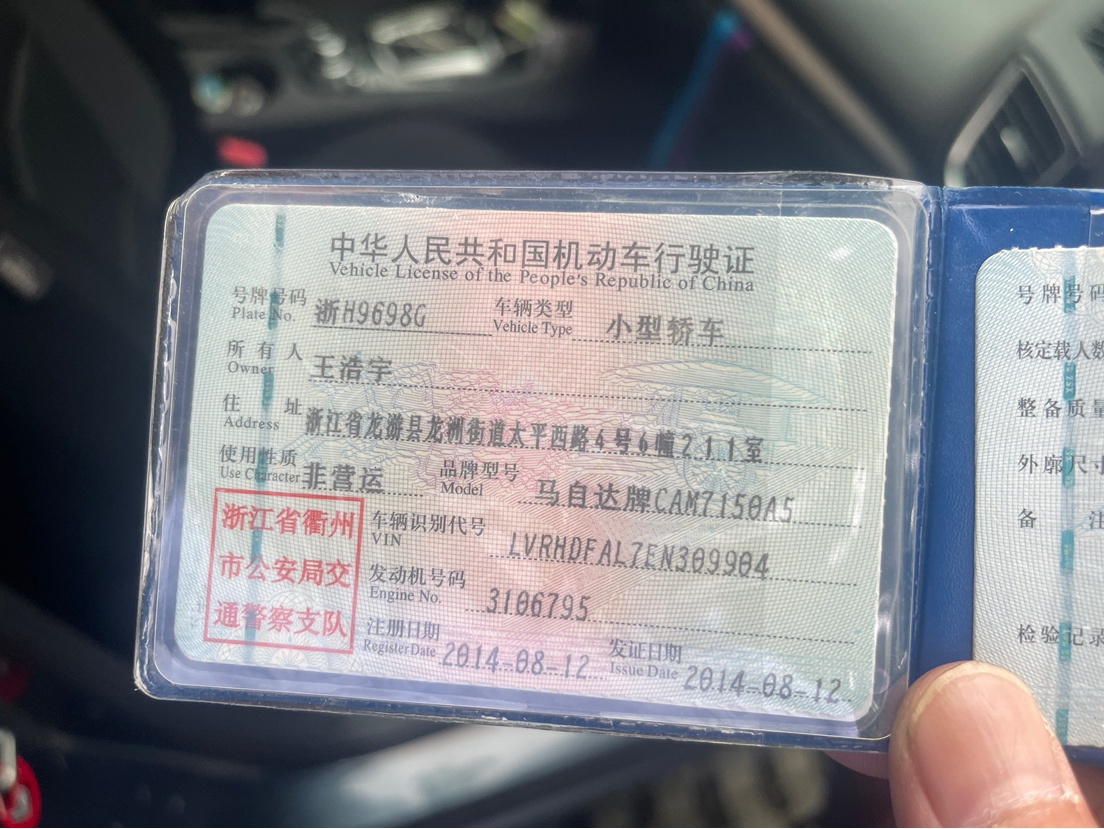 中华人民共和国机动车行驶证
Vehicle License of the People's Republic of China
号牌号码 浙H9698G 车辆类型 小型轿车
Plate No. Vehicle Type
所有人 王浩宇
Owner
住址 浙江省龙游县龙洲街道太平西路4号6幢211室
Address
使用性质 非营运 品牌型号 马自达牌CAM7150A5
Use Character Model
浙江省衢州
市公安局交
通警察支队
车辆识别代号 LVRHDFAL7EN309904
VIN
发动机号码 3106795
Engine No.
注册日期 2014-08-12 发证日期 2014-08-12
Register Date Issue Date
号牌号码
核定载人数
整备质量
外廓尺寸
备注
检验记录